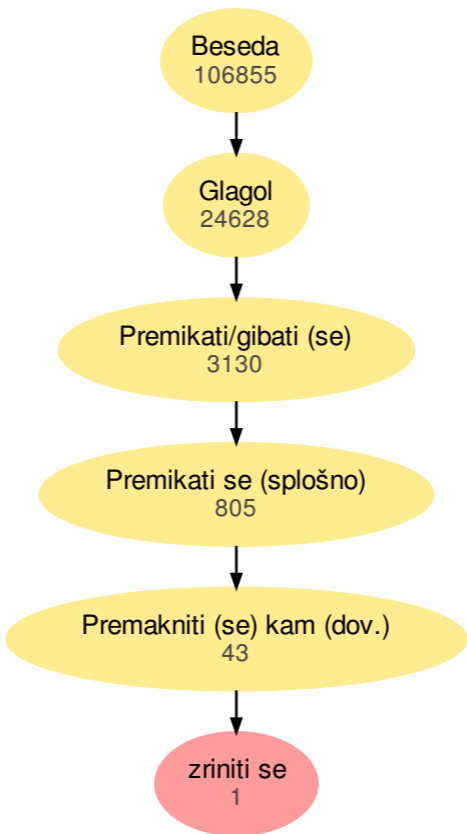 Beseda
106855
Glagol
24628
Premikati/gibati (se)
3130
Premikati se (splošno)
805
Premakniti (se) kam (dov.)
43
zriniti se
1